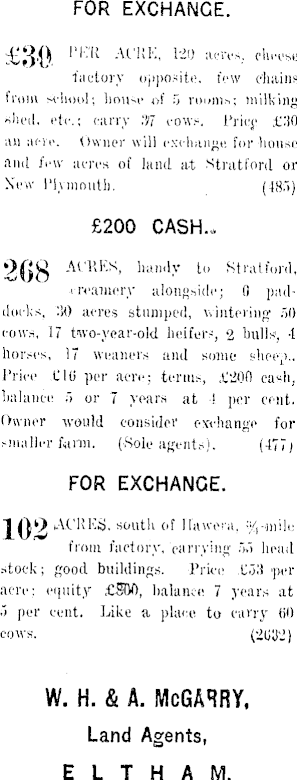 FOR EXCHANGE.
£30 PER ACRE, 120 acres, cheese
factory opposite, few chains
from school; house of 5 rooms; milking
shed, etc.; carry 37 cows. Price £30
an acre. Owner will exchange for house
and few acres of land at Stratford or
New Plymouth. (485)
£200 CASH.
268 ACRES, handy to Stratford,
creamery alongside; 6 pad-
docks, 30 acres stumped, wintering 50
cows, 17 two-year-old heifers, 2 bulls, 4
horses, 17 weaners and some sheep.
Price £16 per acre; terms, £200 cash,
balance 5 or 7 years at 4 per cent.
Owner would consider exchange for
smaller farm. (Sole agents). (477)
FOR EXCHANGE.
102 ACRES, south of Hawera, ¾-mile
from factory, carrying 55 head
stock; good buildings. Price £53 per
acre; equity £800, balance 7 years at
5 per cent. Like a place to carry 60
cows. (2632)
W. H. & A. McGARRY,
Land Agents,
ELTHAM.